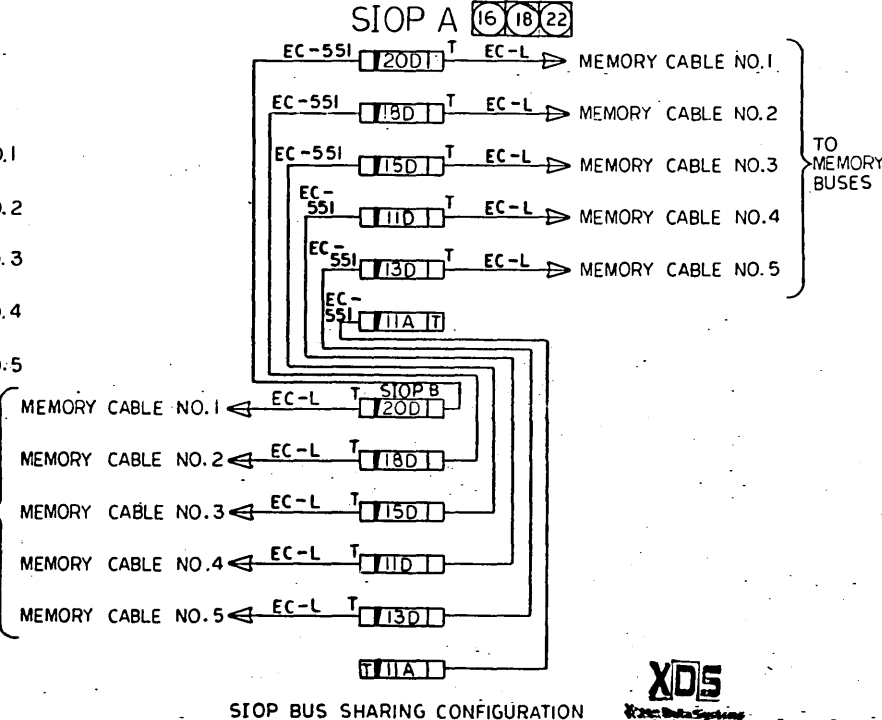 SIOP A 16 18 22
EC-551 20D T EC-L MEMORY CABLE NO.1
EC-551 18D T EC-L MEMORY CABLE NO.2
EC-551 15D T EC-L MEMORY CABLE NO.3
EC-551 11D T EC-L MEMORY CABLE NO.4
EC-551 13D T EC-L MEMORY CABLE NO.5
EC-551 11A T
TO
MEMORY
BUSES
.1
.2
.3
.4
.5
SIOP B
MEMORY CABLE NO.1 EC-L T 20D
MEMORY CABLE NO.2 EC-L T 18D
MEMORY CABLE NO.3 EC-L T 15D
MEMORY CABLE NO.4 EC-L T 11D
MEMORY CABLE NO.5 EC-L T 13D
T 11A
SIOP BUS SHARING CONFIGURATION
XDS
Xerox Data Systems